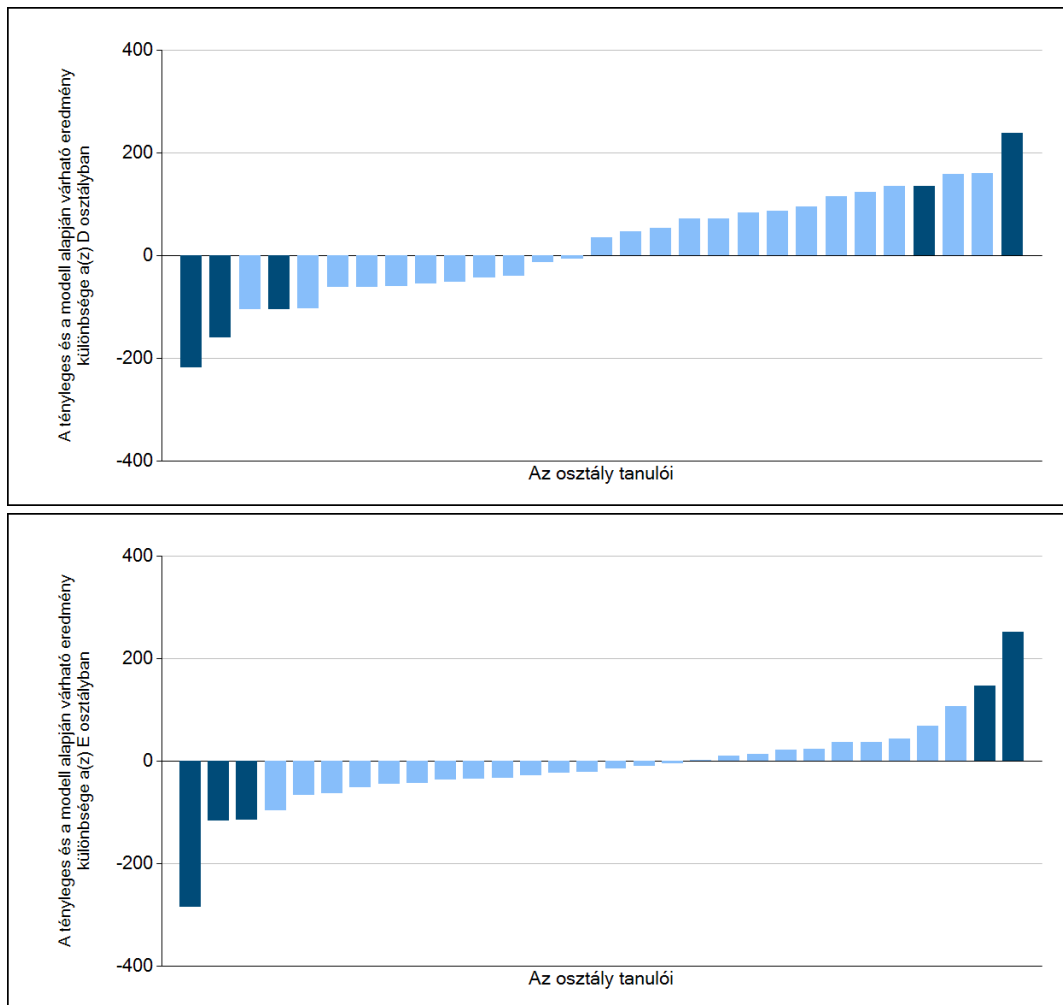 A tényleges és a modell alapján várható eredmény
különbsége a(z) D osztályban
400
200
0
-200
-400
Az osztály tanulói
A tényleges és a modell alapján várható eredmény
különbsége a(z) E osztályban
400
200
0
-200
-400
Az osztály tanulói